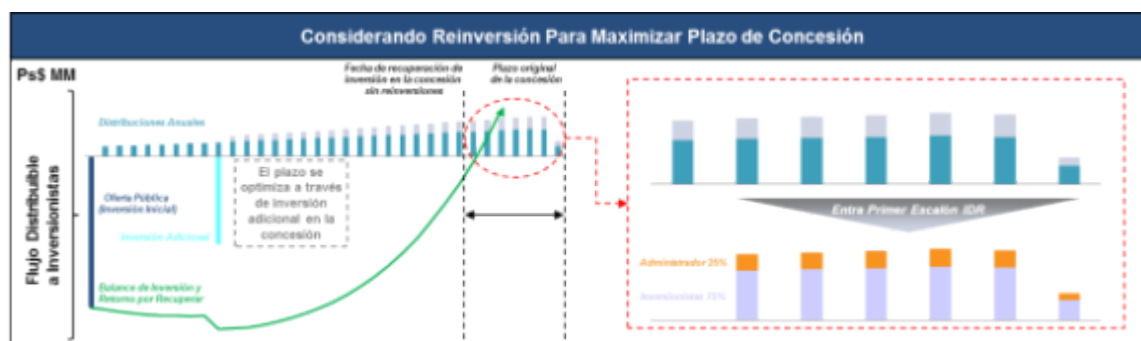 Considerando Reinversión Para Maximizar Plazo de Concesión
Ps$ MM
Fecha de recuperación de
inversión en la concesión
sin reinversiones
Plazo original
de la concesión
Distribuciones Anuales
Flujo Distribuible
a Inversionistas
Oferta Pública
(Inversión Inicial)
Inversión Adicional
El plazo se
optimiza a través
de inversión
adicional en la
concesión
Balance de Inversión y
Retorno por Recuperar
Entra Primer Escalón IDR
Administrador 25%
Inversionistas 75%